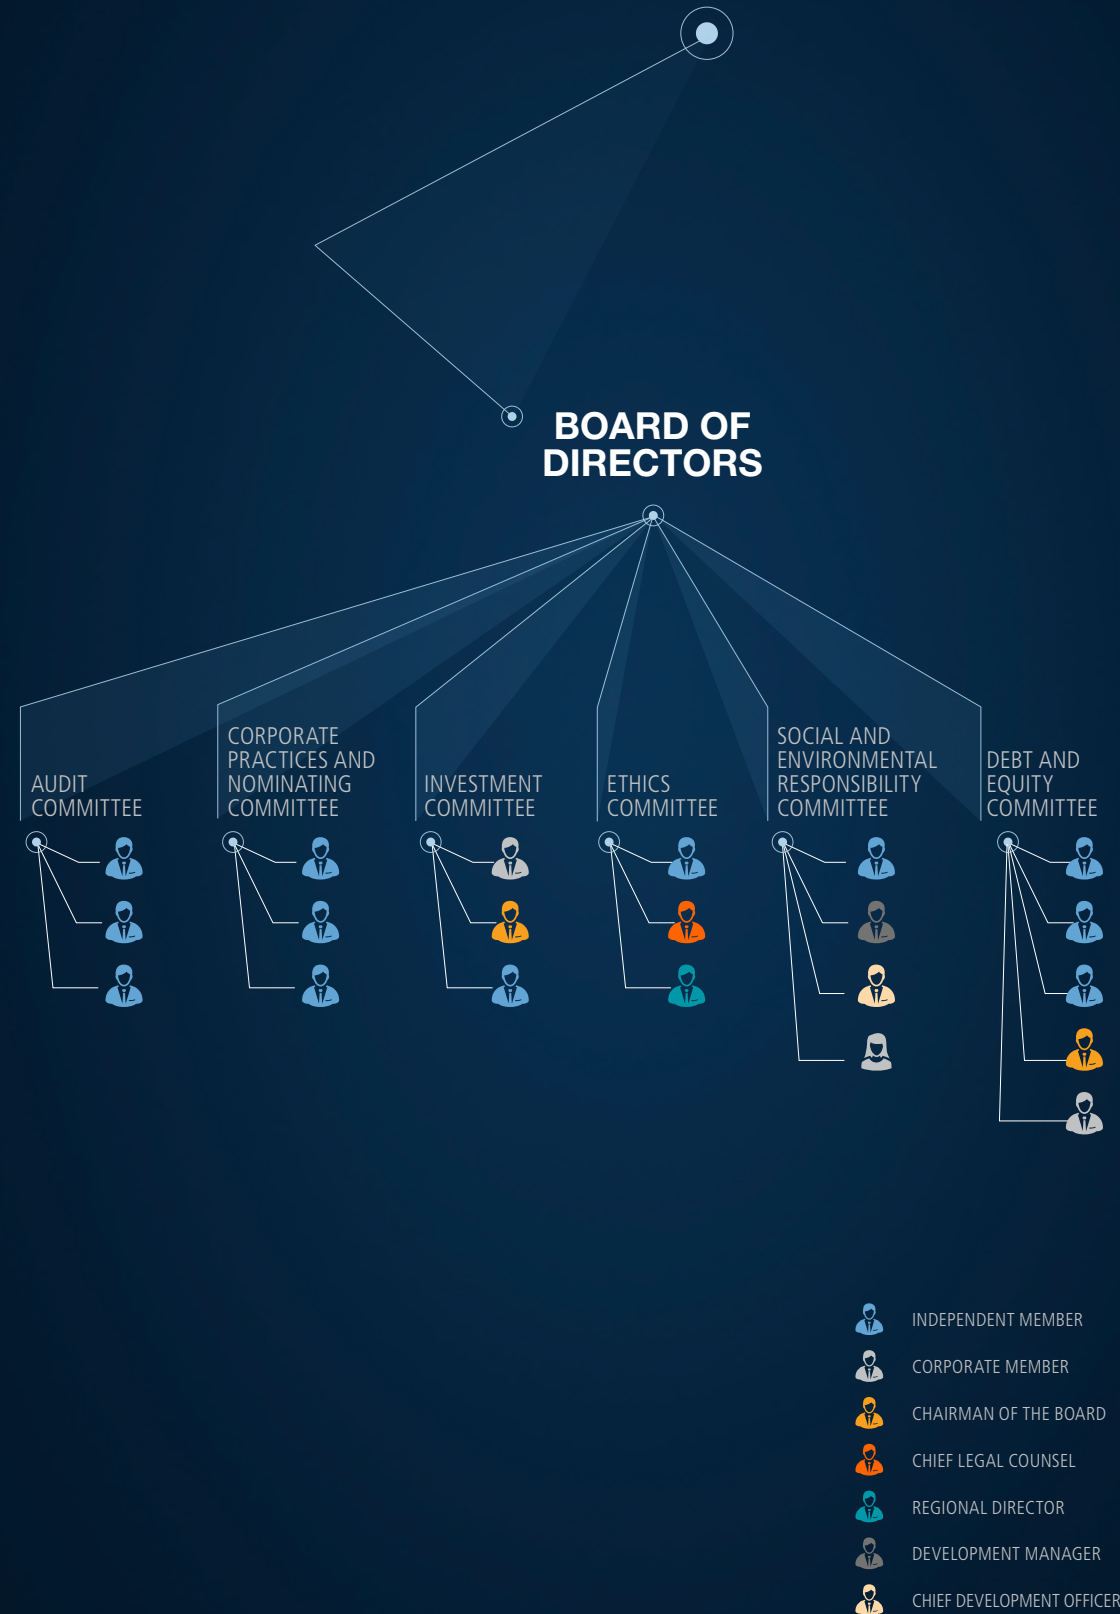 BOARD OF
DIRECTORS
AUDIT
COMMITTEE
CORPORATE
PRACTICES AND
NOMINATING
COMMITTEE
INVESTMENT
COMMITTEE
ETHICS
COMMITTEE
SOCIAL AND
ENVIRONMENTAL
RESPONSIBILITY
COMMITTEE
DEBT AND
EQUITY
COMMITTEE
INDEPENDENT MEMBER
CORPORATE MEMBER
CHAIRMAN OF THE BOARD
CHIEF LEGAL COUNSEL
REGIONAL DIRECTOR
DEVELOPMENT MANAGER
CHIEF DEVELOPMENT OFFICER